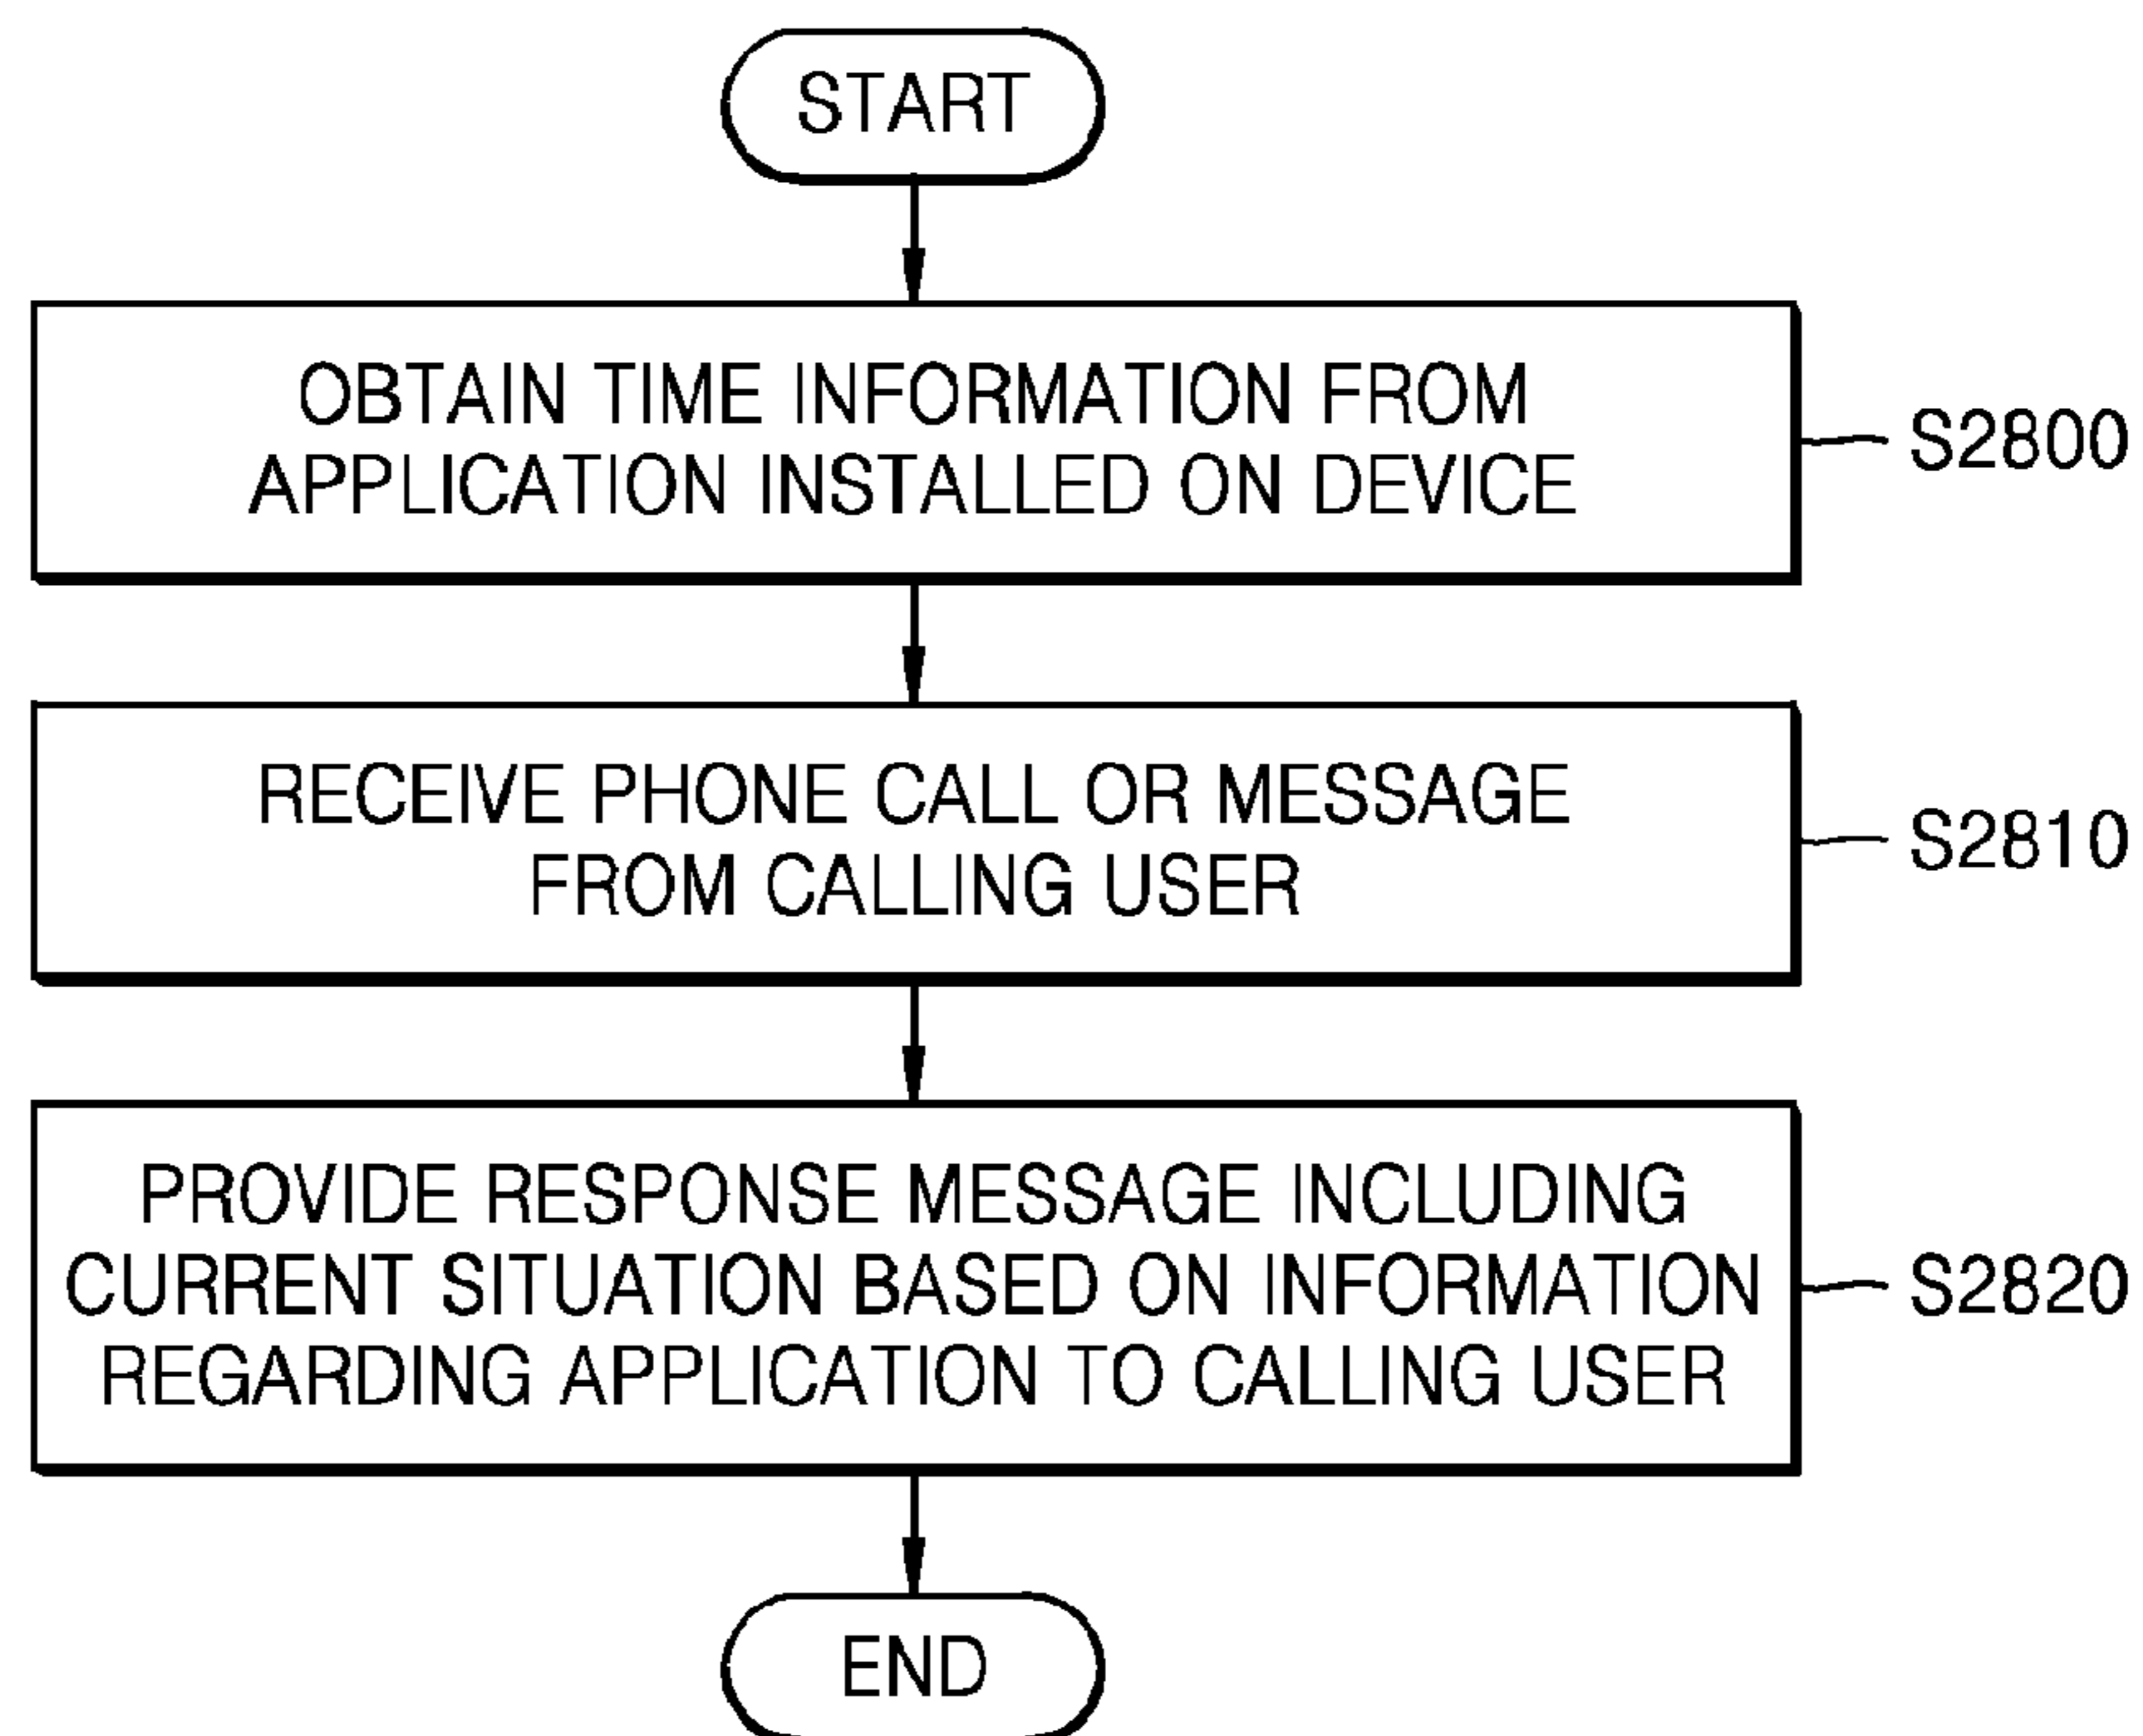 START
OBTAIN TIME INFORMATION FROM
APPLICATION INSTALLED ON DEVICE
S2800
RECEIVE PHONE CALL OR MESSAGE
FROM CALLING USER
S2810
PROVIDE RESPONSE MESSAGE INCLUDING
CURRENT SITUATION BASED ON INFORMATION
REGARDING APPLICATION TO CALLING USER
S2820
END